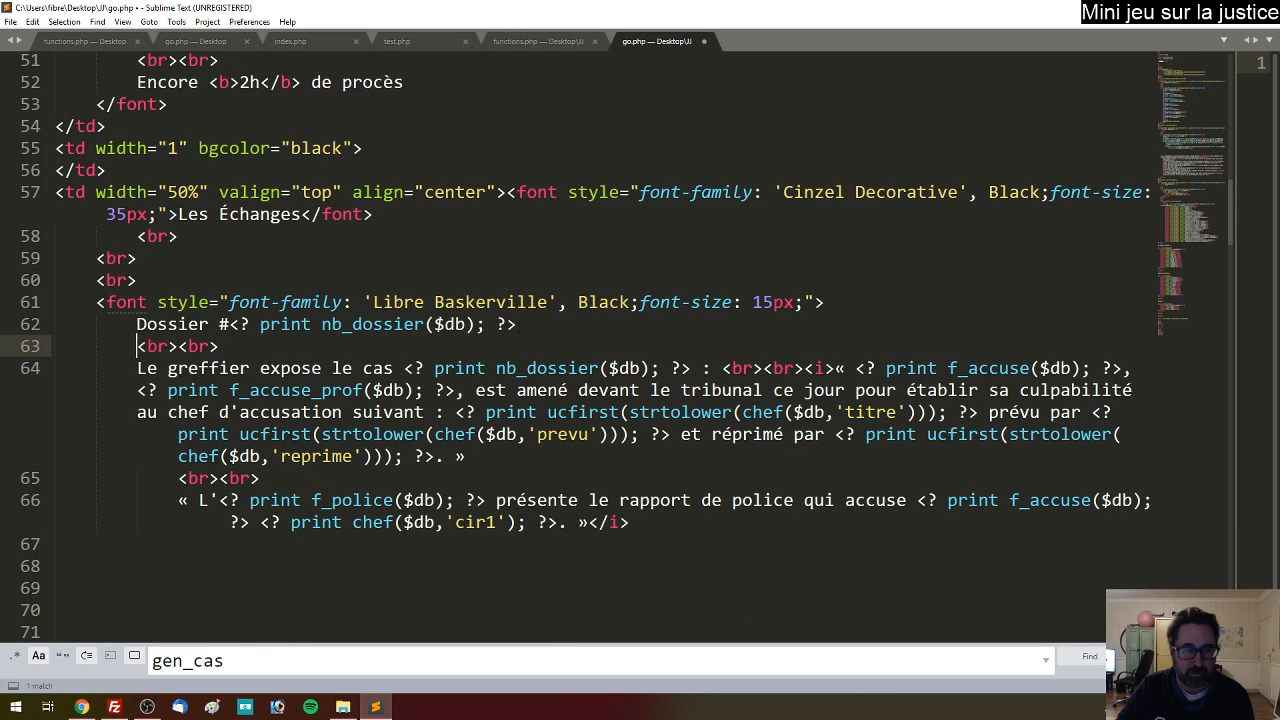 C:\Users\fibre\Desktop\JJ\go.php • - Sublime Text (UNREGISTERED)
Mini jeu sur la justice
File Edit Selection Find View Goto Tools Project Preferences Help
functions.php — Desktop × go.php — Desktop × index.php × test.php × functions.php — Desktop\JJ × go.php — Desktop\JJ
51 <br><br>
52 Encore <b>2h</b> de procès
53 </font>
54 </td>
55 <td width="1" bgcolor="black">
56 </td>
57 <td width="50%" valign="top" align="center"><font style="font-family: 'Cinzel Decorative', Black;font-size:
35px;">Les Échanges</font>
58 <br>
59 <br>
60 <br>
61 <font style="font-family: 'Libre Baskerville', Black;font-size: 15px;">
62 Dossier #<? print nb_dossier($db); ?>
63 <br><br>
64 Le greffier expose le cas <? print nb_dossier($db); ?> : <br><br><i>« <? print f_accuse($db); ?>,
<? print f_accuse_prof($db); ?>, est amené devant le tribunal ce jour pour établir sa culpabilité
au chef d'accusation suivant : <? print ucfirst(strtolower(chef($db,'titre'))); ?> prévu par <?
print ucfirst(strtolower(chef($db,'prevu'))); ?> et réprimé par <? print ucfirst(strtolower(
chef($db,'reprime'))); ?>. »
65 <br><br>
66 « L'<? print f_police($db); ?> présente le rapport de police qui accuse <? print f_accuse($db);
?> <? print chef($db,'cir1'); ?>. »</i>
67
68
69
70
71
1
.* Aa “” gen_cas Find
1 match